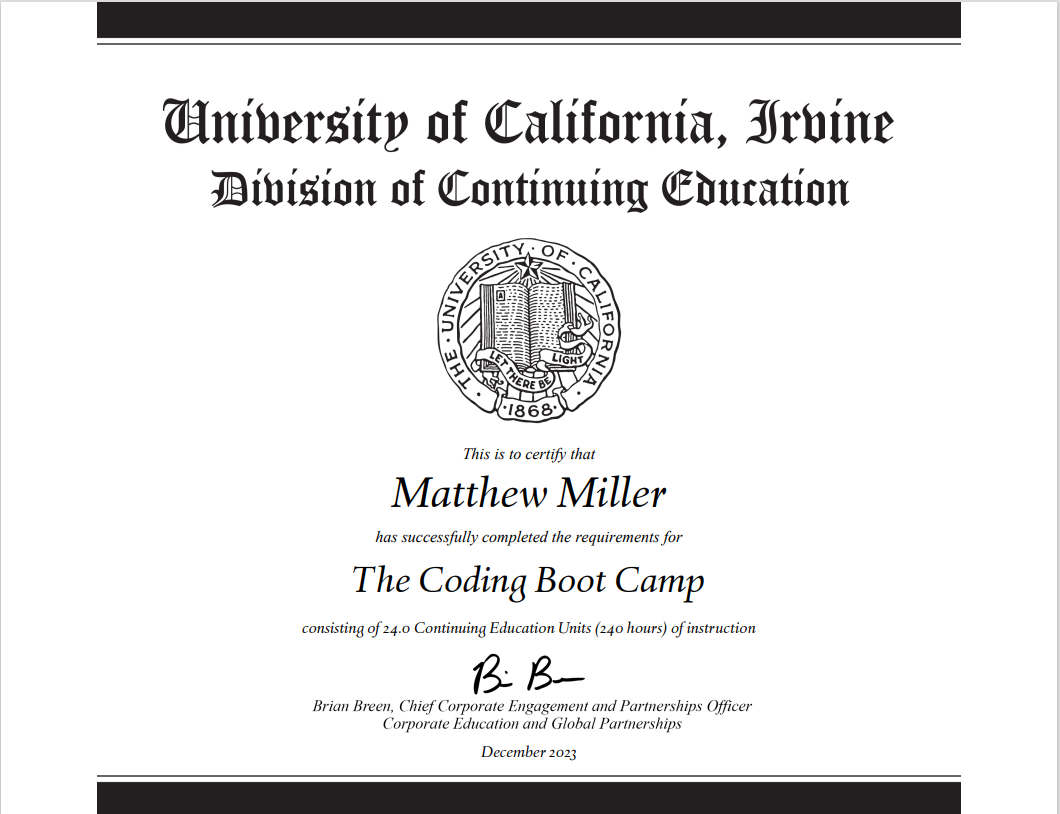 University of California, Irvine
Division of Continuing Education
THE · UNIVERSITY · OF · CALIFORNIA ·
A
LET THERE BE LIGHT
· 1868 ·
This is to certify that
Matthew Miller
has successfully completed the requirements for
The Coding Boot Camp
consisting of 24.0 Continuing Education Units (240 hours) of instruction
Brian Breen, Chief Corporate Engagement and Partnerships Officer
Corporate Education and Global Partnerships
December 2023